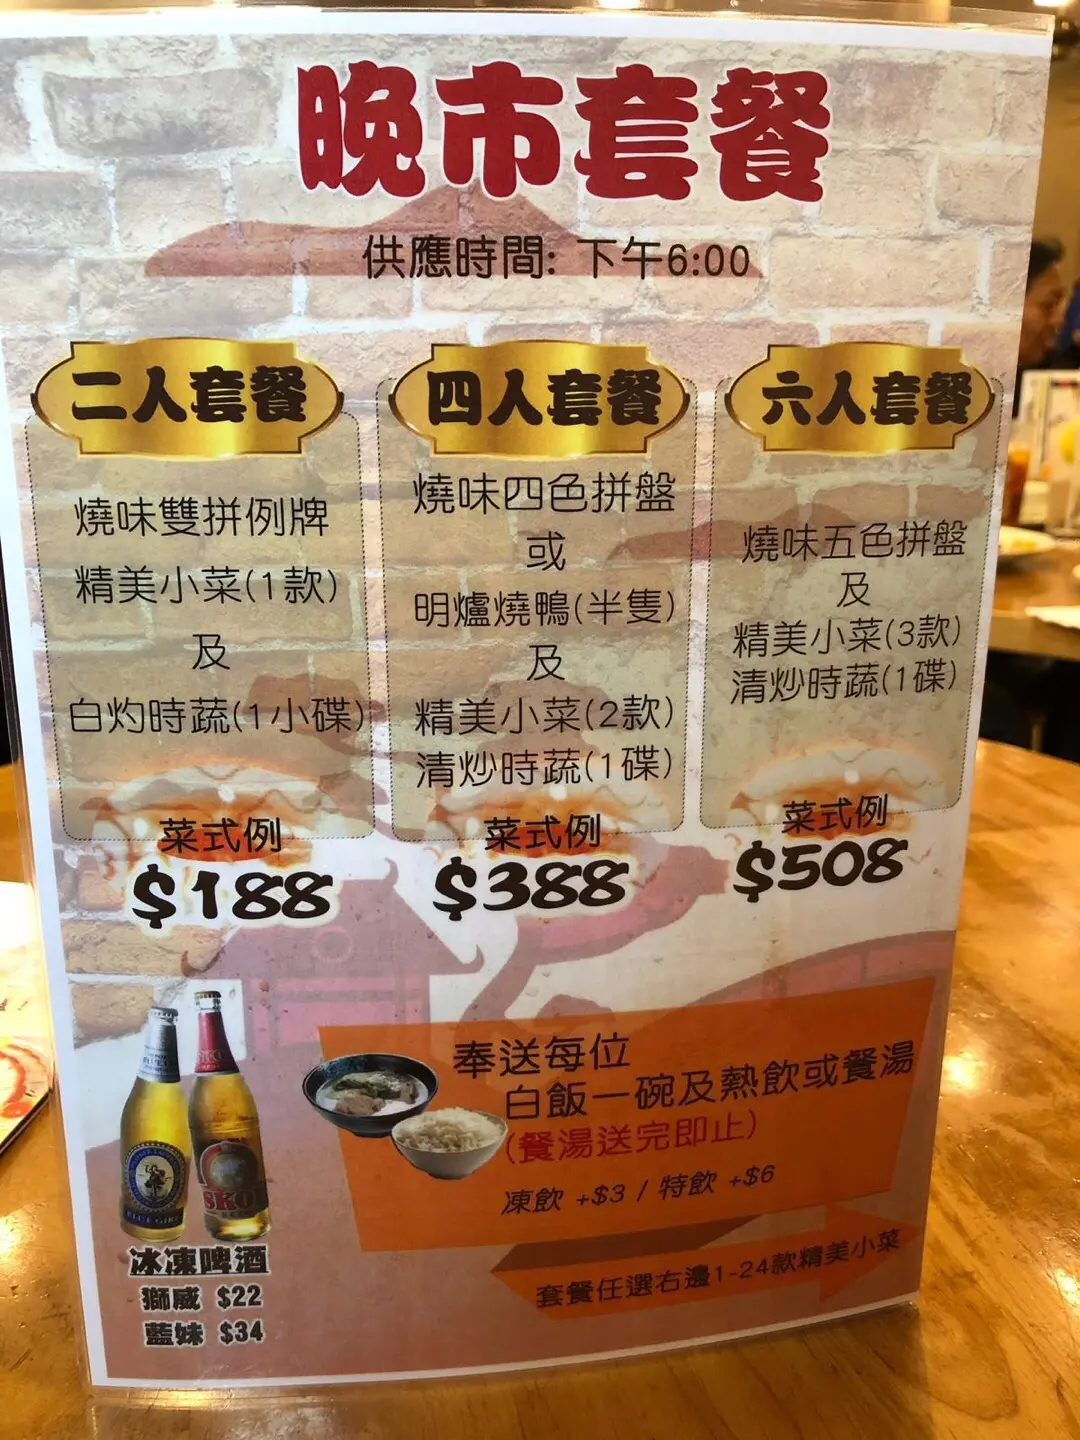 晚市套餐
供應時間: 下午6:00
二人套餐
燒味雙拼例牌
精美小菜(1款)
及
白灼時蔬(1小碟)
菜式例
$188
四人套餐
燒味四色拼盤
或
明爐燒鴨(半隻)
及
精美小菜(2款)
清炒時蔬(1碟)
菜式例
$388
六人套餐
燒味五色拼盤
及
精美小菜(3款)
清炒時蔬(1碟)
菜式例
$508
奉送每位
白飯一碗及熱飲或餐湯
(餐湯送完即止)
凍飲 +$3 / 特飲 +$6
套餐任選右邊1-24款精美小菜
BLUE GIRL
SKOL
冰凍啤酒
獅威 $22
藍妹 $34